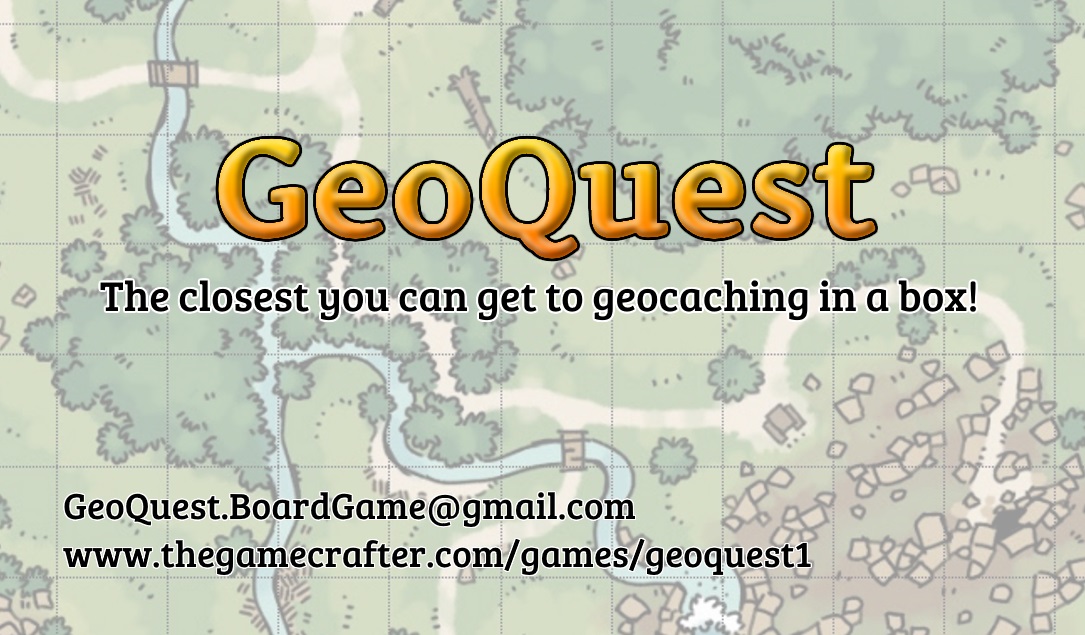 GeoQuest
The closest you can get to geocaching in a box!
GeoQuest.BoardGame@gmail.com
www.thegamecrafter.com/games/geoquest1